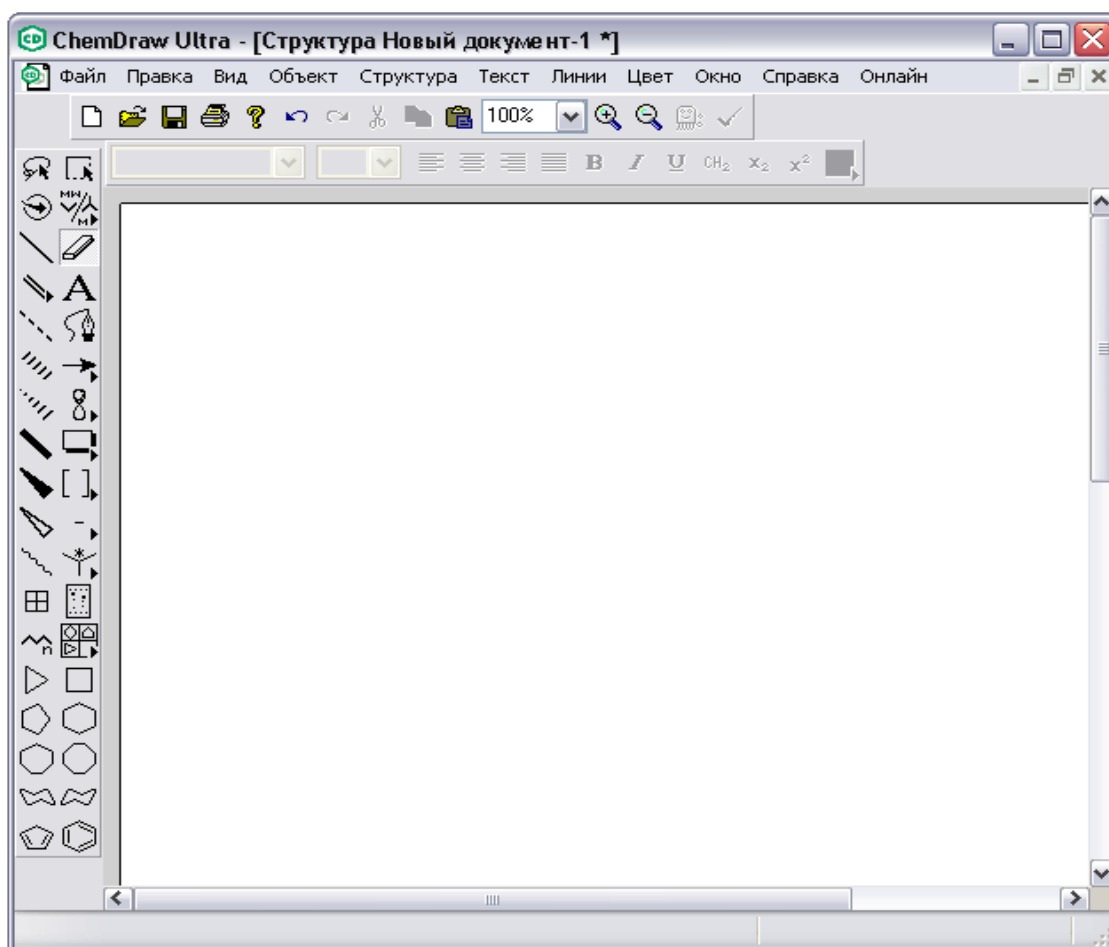 ChemDraw Ultra - [Структура Новый документ-1 *]
Файл Правка Вид Объект Структура Текст Линии Цвет Окно Справка Онлайн
100%
B I U CH₂ X₂ X²
MW
M
A
[ ]
n